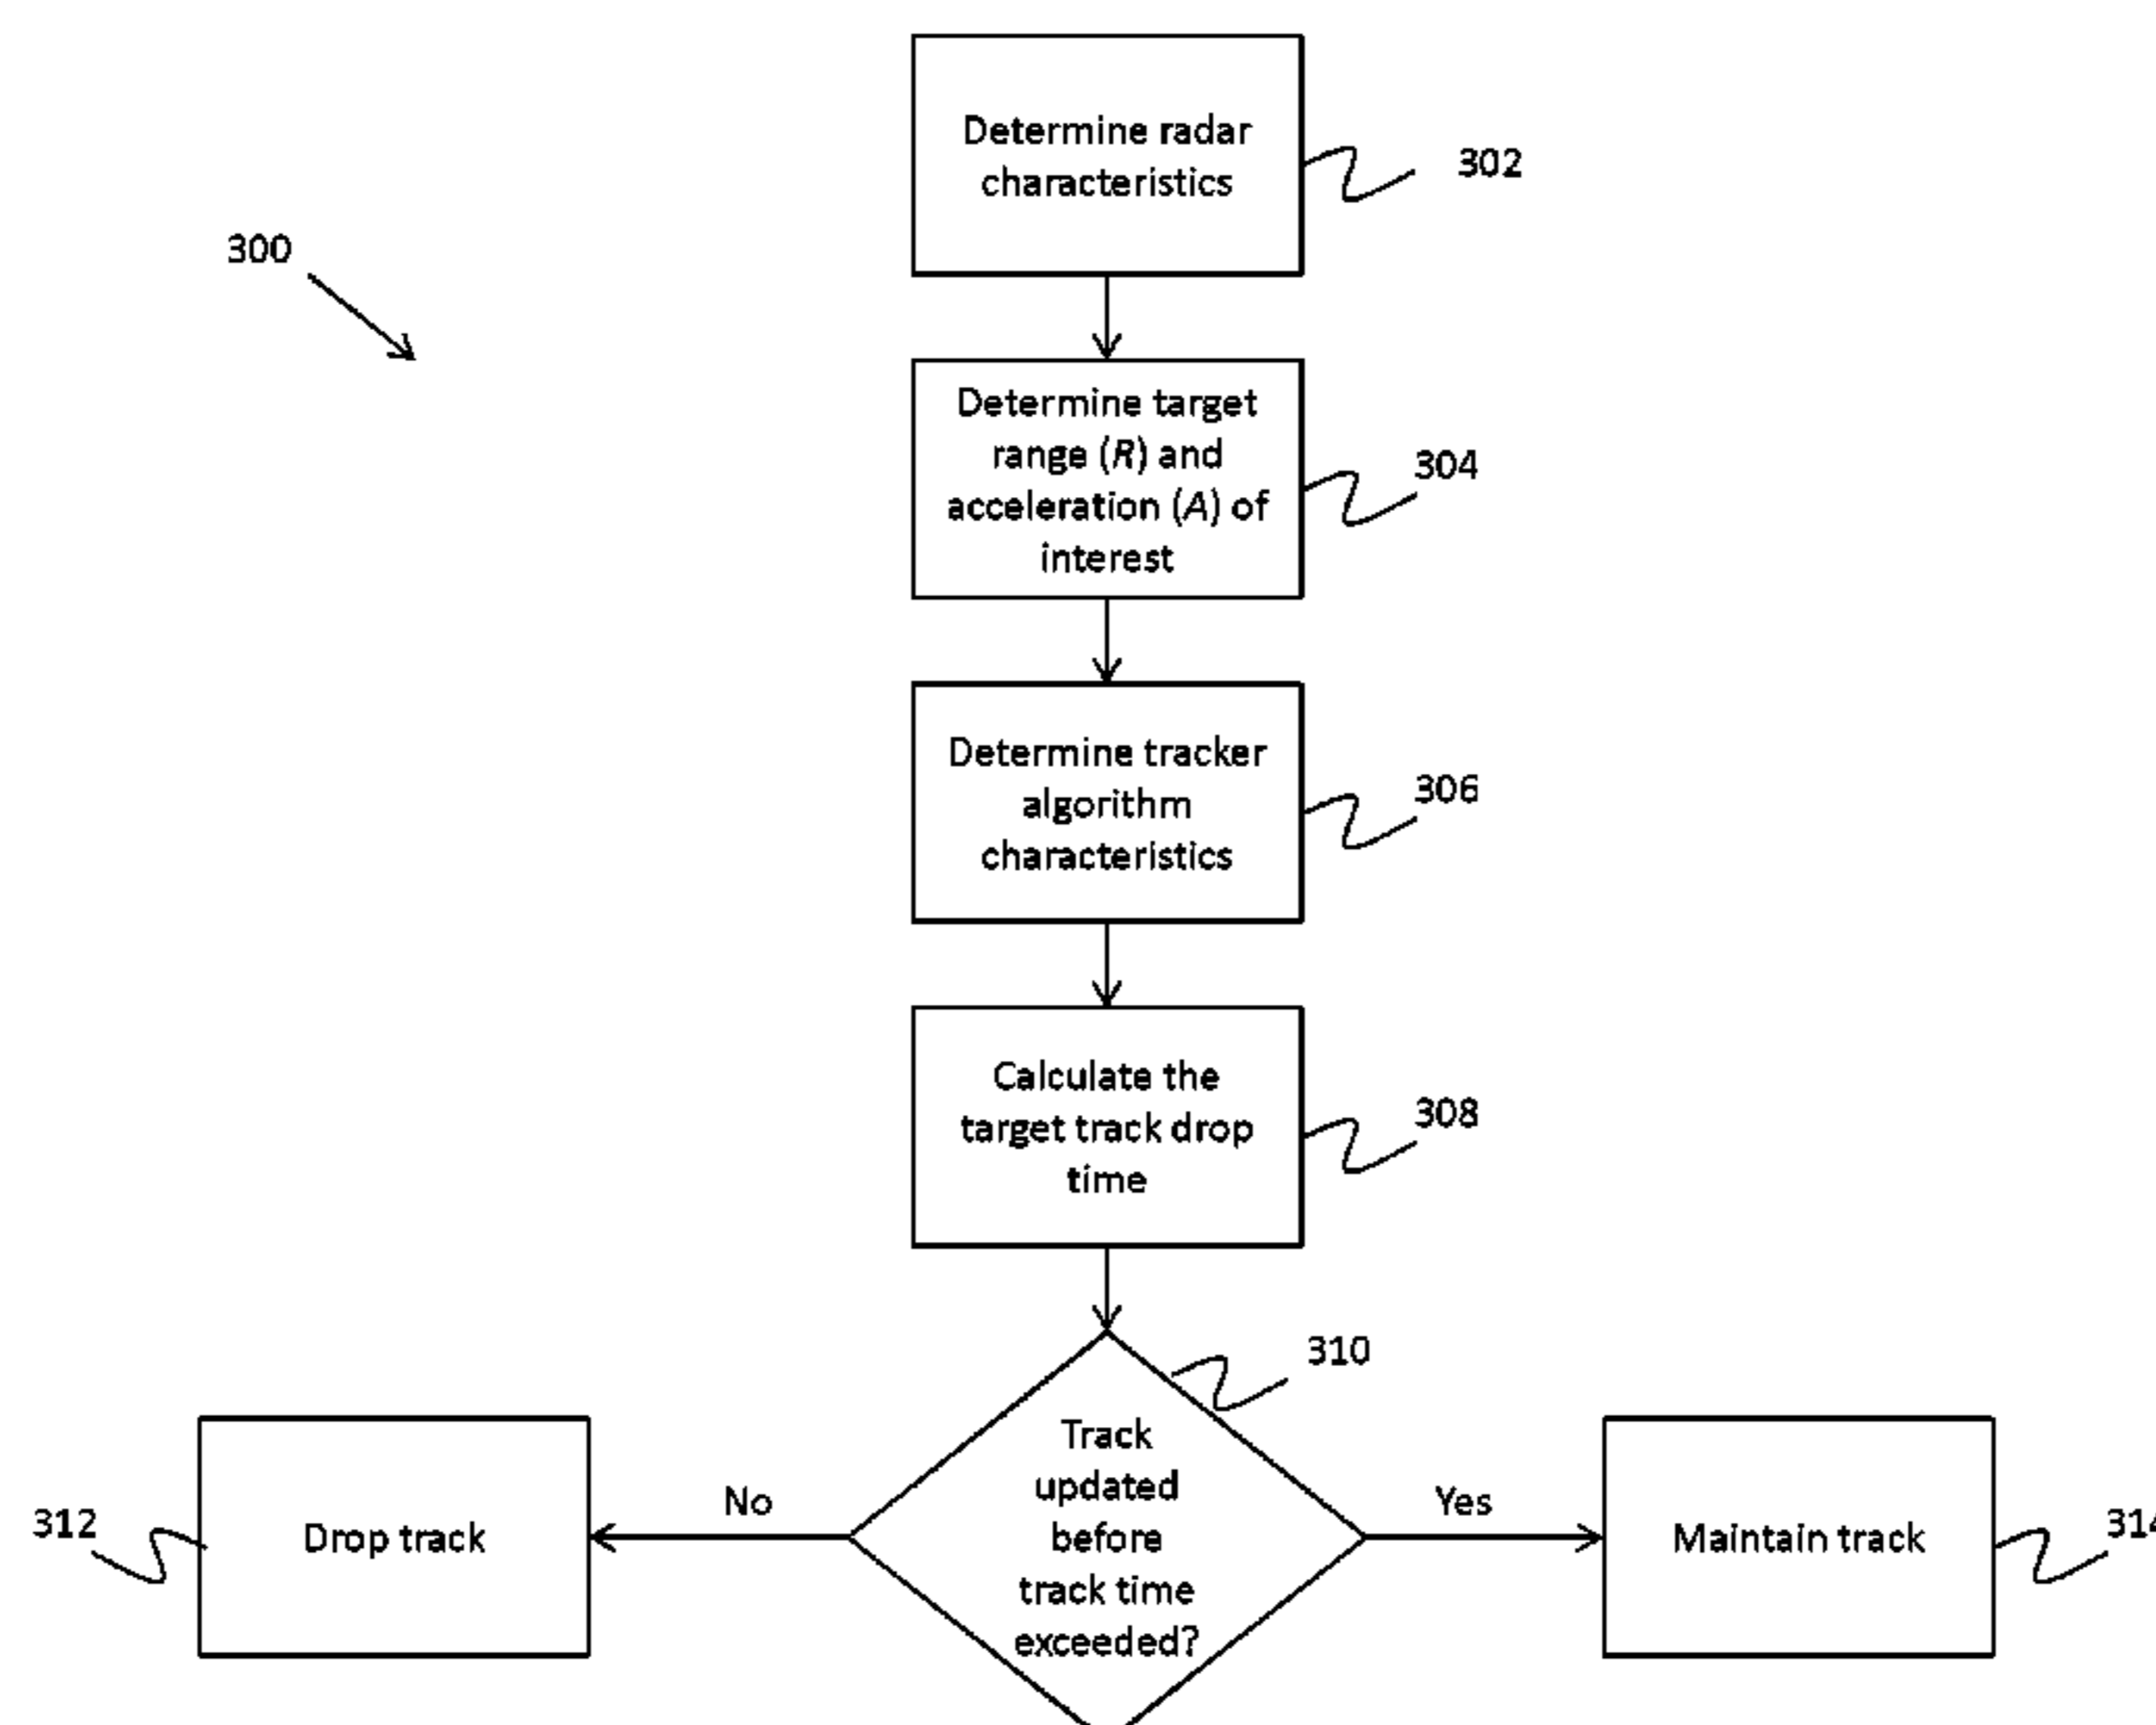 Determine radar
characteristics
302
300
Determine target
range (R) and
acceleration (A) of
interest
304
Determine tracker
algorithm
characteristics
306
Calculate the
target track drop
time
308
310
Track
updated
before
track time
exceeded?
No
Yes
312
Drop track
Maintain track
314